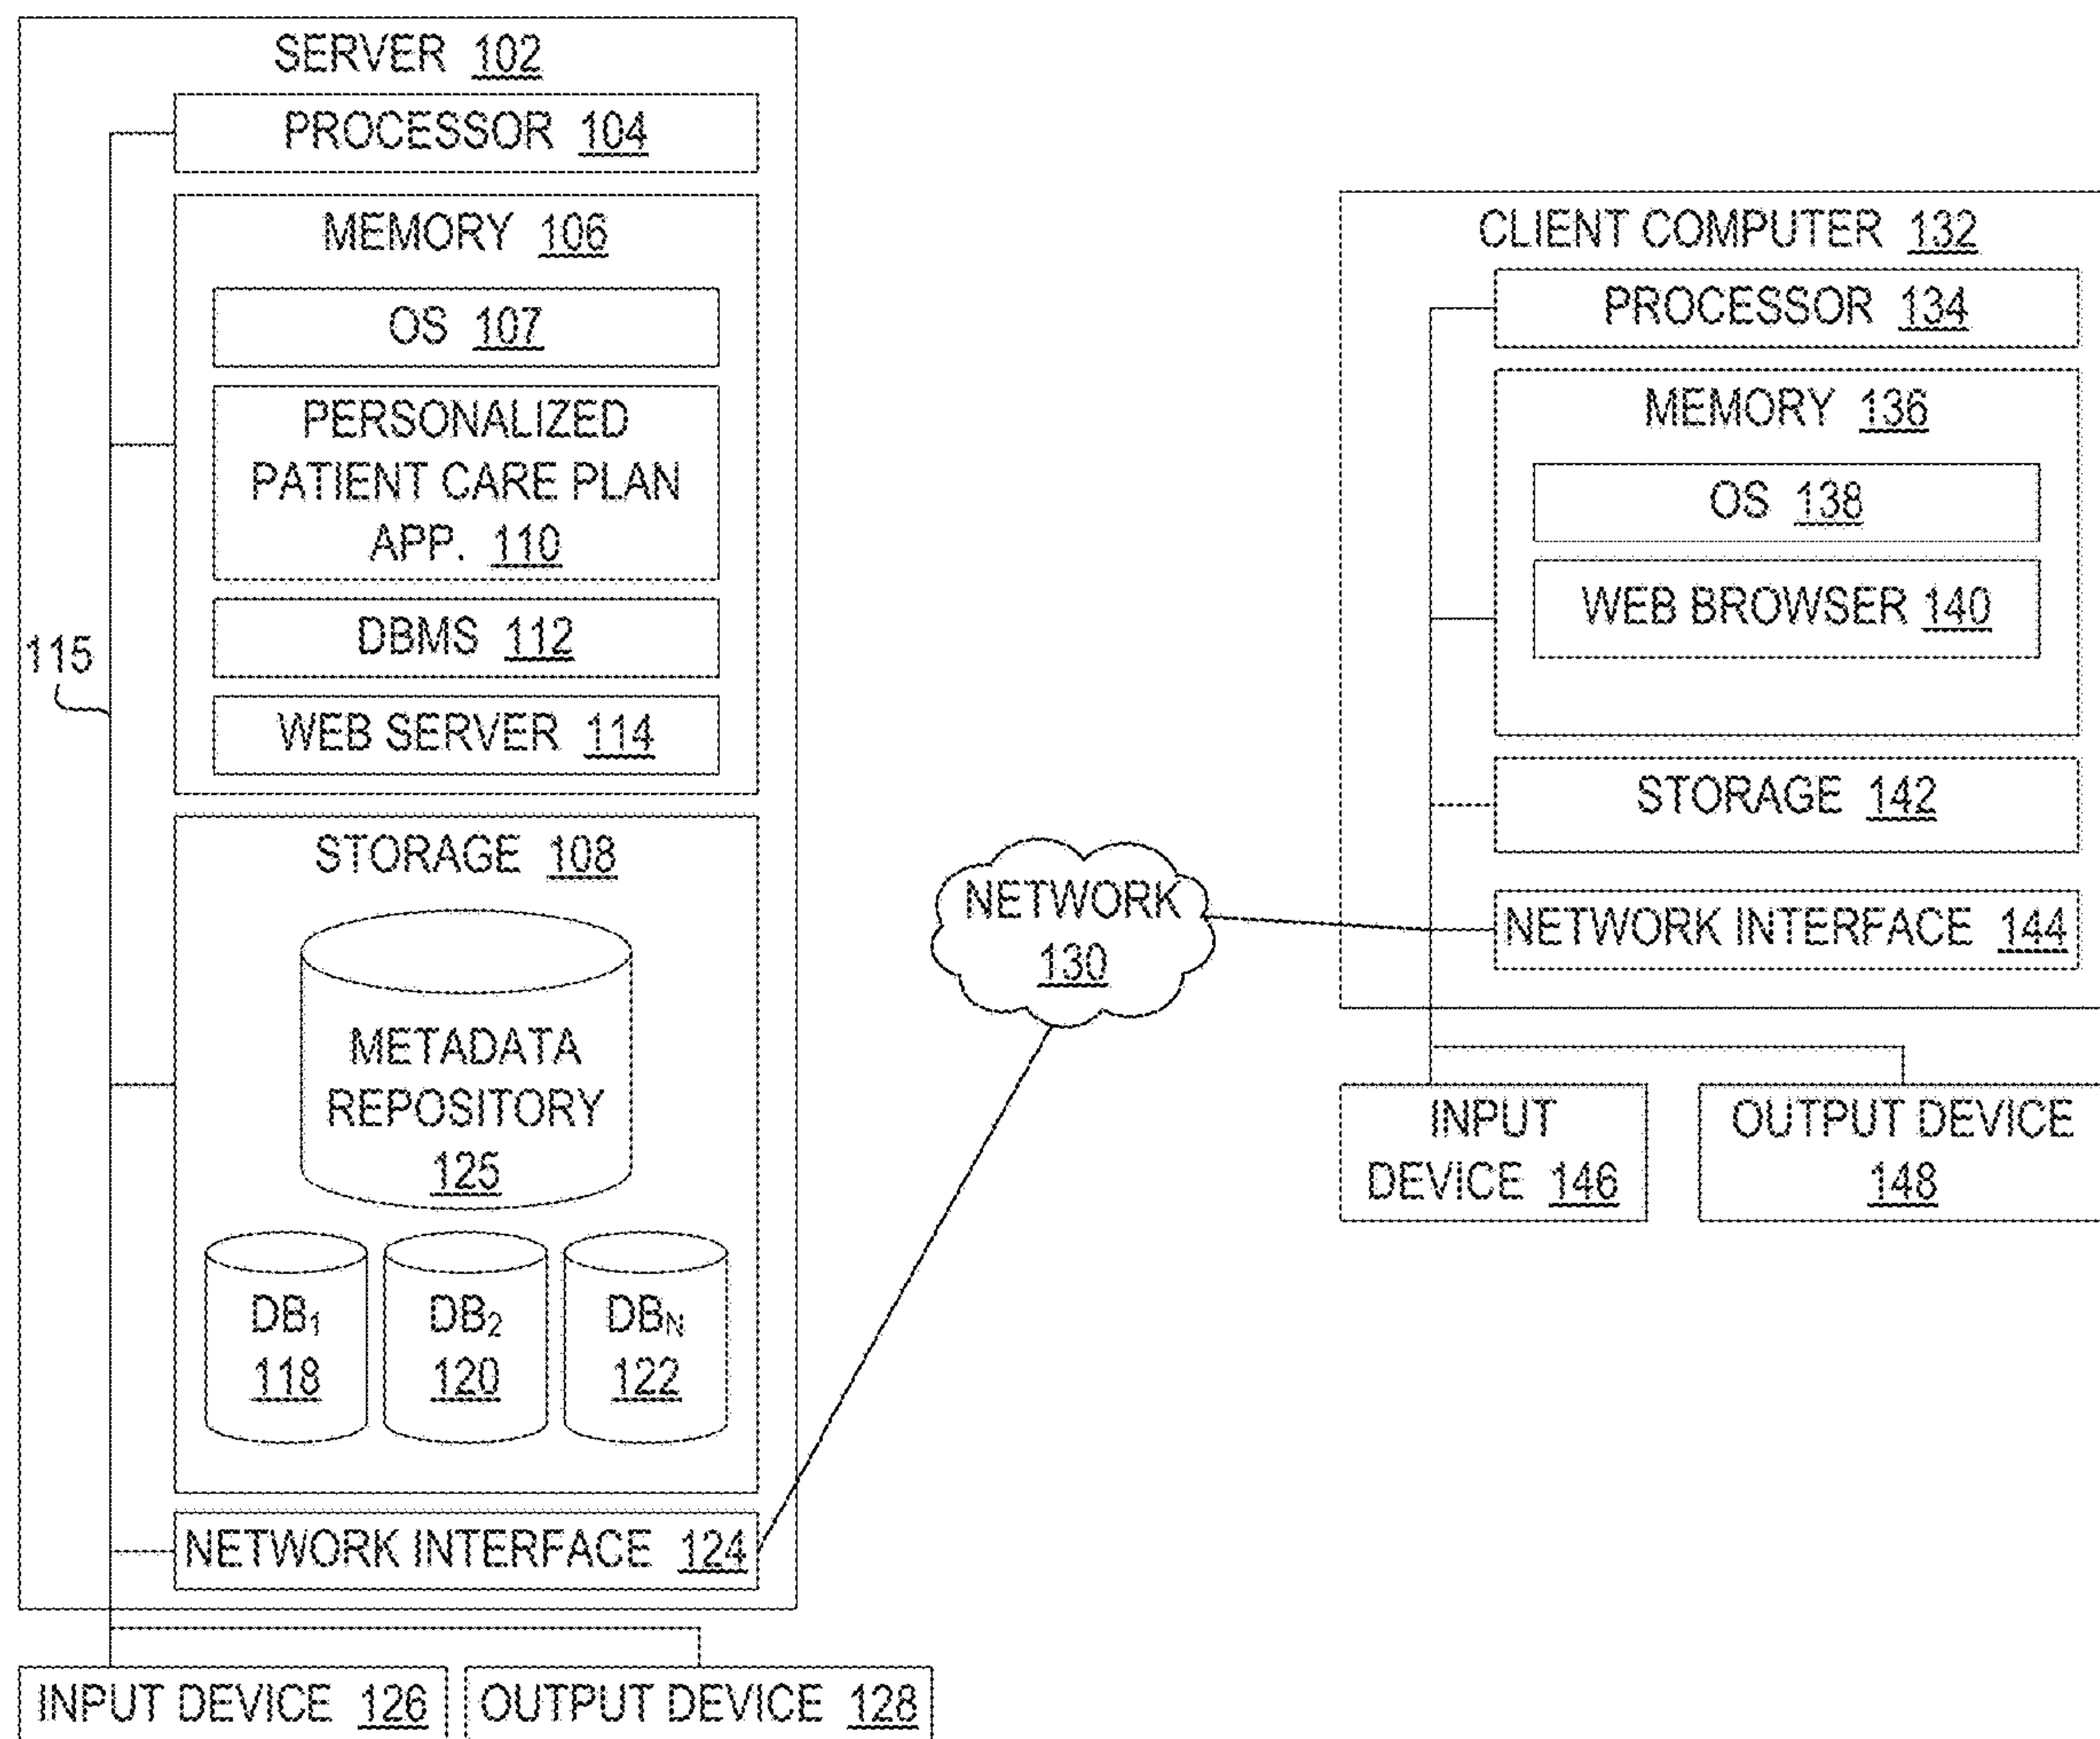 SERVER 102
PROCESSOR 104
MEMORY 106
OS 107
PERSONALIZED
PATIENT CARE PLAN
APP. 110
DBMS 112
115
WEB SERVER 114
STORAGE 108
METADATA
REPOSITORY
125
DB₁
118
DB₂
120
DB_N
122
NETWORK INTERFACE 124
INPUT DEVICE 126
OUTPUT DEVICE 128
NETWORK
130
CLIENT COMPUTER 132
PROCESSOR 134
MEMORY 136
OS 138
WEB BROWSER 140
STORAGE 142
NETWORK INTERFACE 144
INPUT
DEVICE 146
OUTPUT DEVICE
148